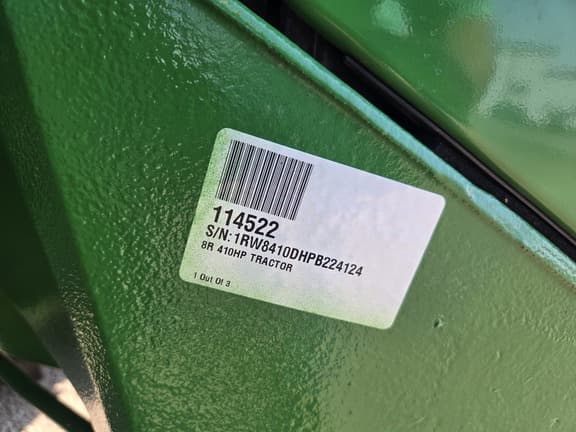 114522
S/N: 1RW8410DHPB224124
8R 410HP TRACTOR
1 Out Of 3